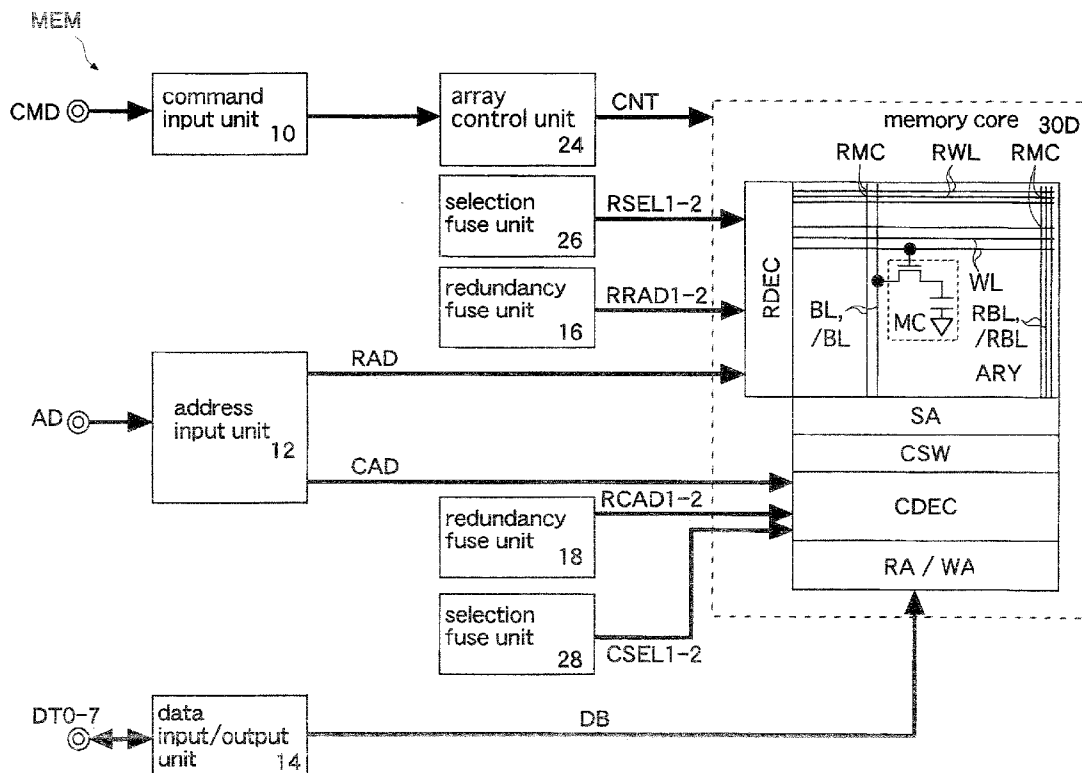 MEM
CMD
command
input unit
10
array
control unit
24
CNT
memory core 30D
RMC
RWL
RMC
selection
fuse unit
26
RSEL1-2
redundancy
fuse unit
16
RRAD1-2
RDEC
WL
BL,
/BL
MC
RBL,
/RBL
ARY
RAD
AD
address
input unit
12
CAD
SA
CSW
CDEC
RA / WA
redundancy
fuse unit
18
RCAD1-2
selection
fuse unit
28
CSEL1-2
DT0-7
data
input/output
unit
14
DB